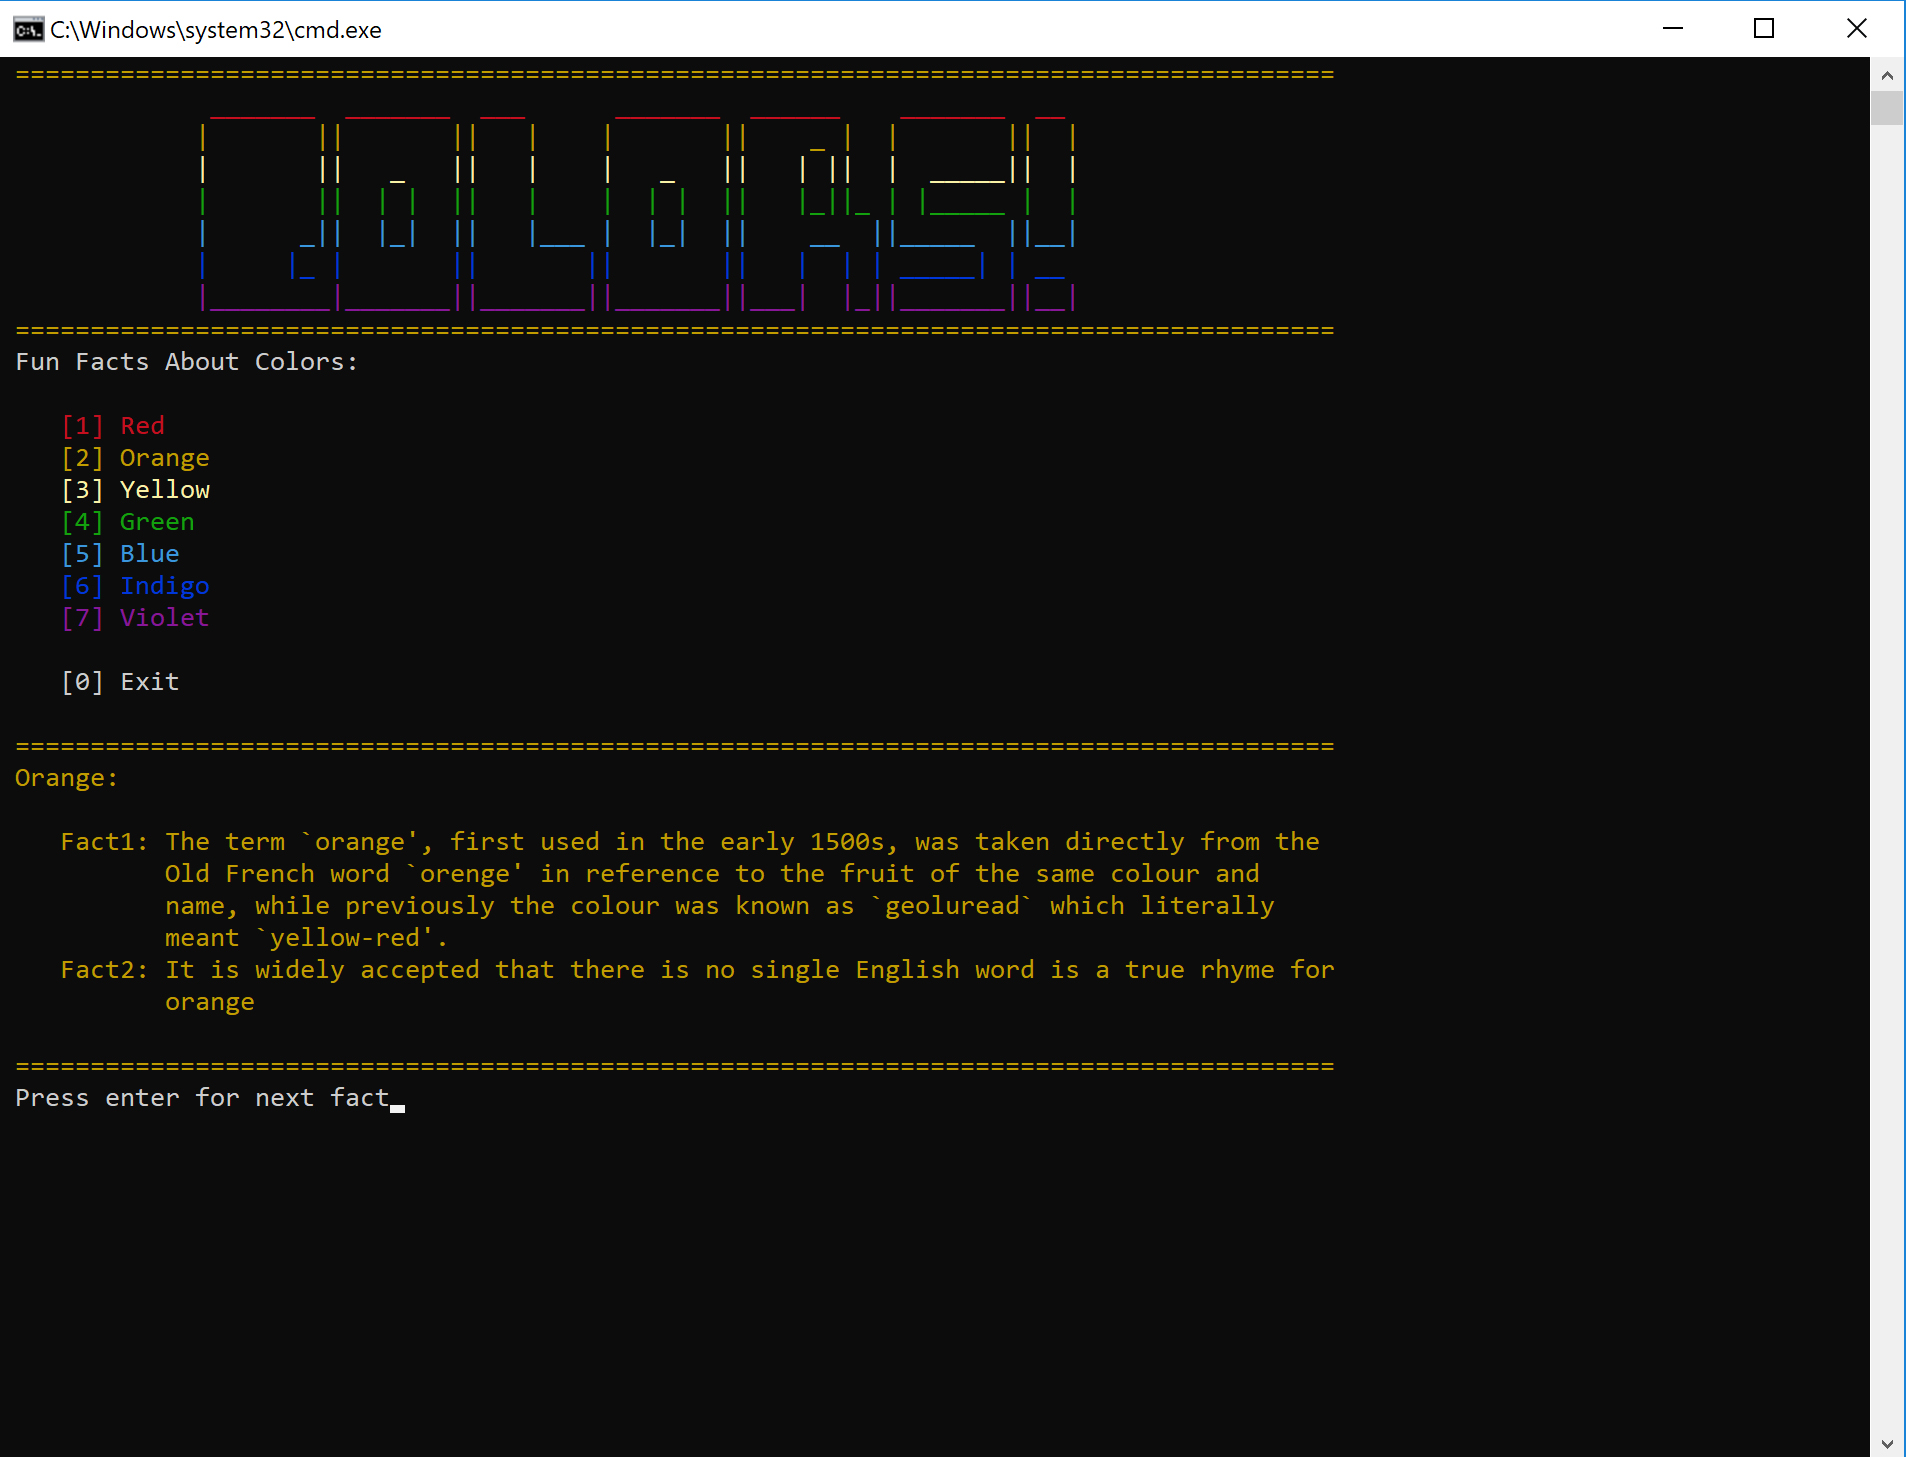 C:\Windows\system32\cmd.exe
========================================================================================
COLORS!
========================================================================================
Fun Facts About Colors:
[1] Red
[2] Orange
[3] Yellow
[4] Green
[5] Blue
[6] Indigo
[7] Violet
[0] Exit
========================================================================================
Orange:
Fact1: The term `orange', first used in the early 1500s, was taken directly from the
Old French word `orenge' in reference to the fruit of the same colour and
name, while previously the colour was known as `geoluread` which literally
meant `yellow-red'.
Fact2: It is widely accepted that there is no single English word is a true rhyme for
orange
========================================================================================
Press enter for next fact_